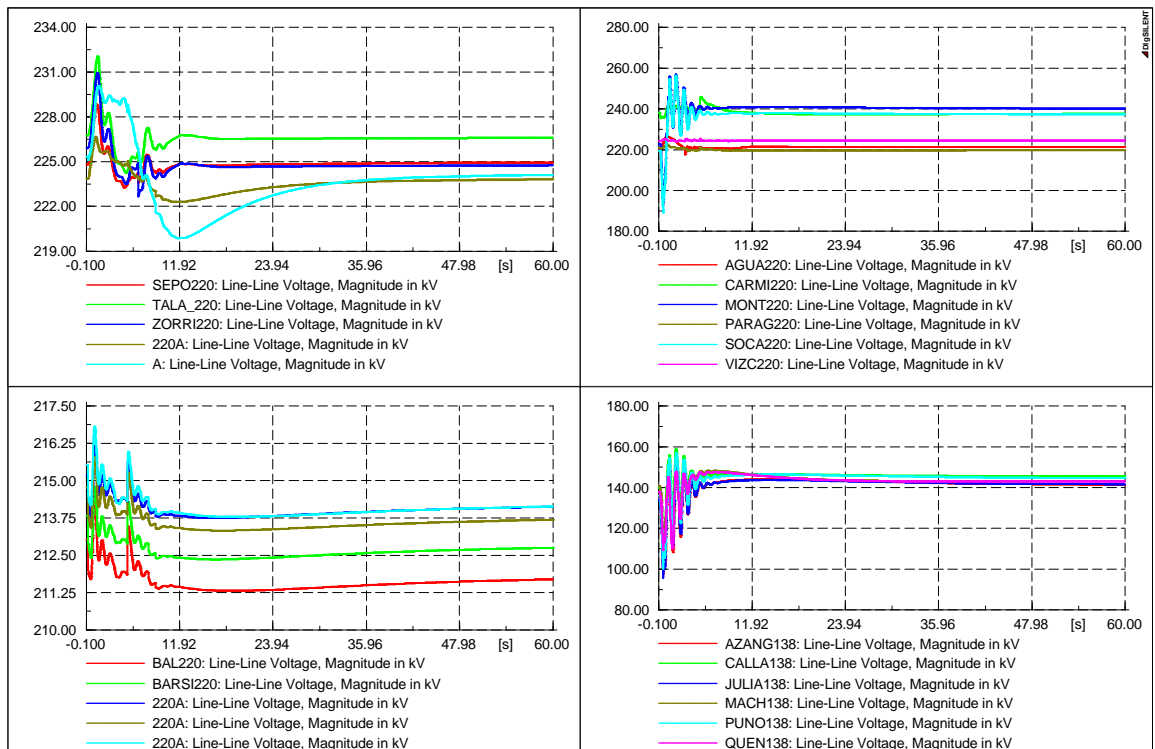 234.00
231.00
228.00
225.00
222.00
219.00
-0.100 11.92 23.94 35.96 47.98 [s] 60.00
SEPO220: Line-Line Voltage, Magnitude in kV
TALA_220: Line-Line Voltage, Magnitude in kV
ZORRI220: Line-Line Voltage, Magnitude in kV
220A: Line-Line Voltage, Magnitude in kV
A: Line-Line Voltage, Magnitude in kV
280.00
260.00
240.00
220.00
200.00
180.00
-0.100 11.92 23.94 35.96 47.98 [s] 60.00
AGUA220: Line-Line Voltage, Magnitude in kV
CARMI220: Line-Line Voltage, Magnitude in kV
MONT220: Line-Line Voltage, Magnitude in kV
PARAG220: Line-Line Voltage, Magnitude in kV
SOCA220: Line-Line Voltage, Magnitude in kV
VIZC220: Line-Line Voltage, Magnitude in kV
DIgSILENT
217.50
216.25
215.00
213.75
212.50
211.25
210.00
-0.100 11.92 23.94 35.96 47.98 [s] 60.00
BAL220: Line-Line Voltage, Magnitude in kV
BARSI220: Line-Line Voltage, Magnitude in kV
220A: Line-Line Voltage, Magnitude in kV
220A: Line-Line Voltage, Magnitude in kV
220A: Line-Line Voltage, Magnitude in kV
180.00
160.00
140.00
120.00
100.00
80.00
-0.100 11.92 23.94 35.96 47.98 [s] 60.00
AZANG138: Line-Line Voltage, Magnitude in kV
CALLA138: Line-Line Voltage, Magnitude in kV
JULIA138: Line-Line Voltage, Magnitude in kV
MACH138: Line-Line Voltage, Magnitude in kV
PUNO138: Line-Line Voltage, Magnitude in kV
QUEN138: Line-Line Voltage, Magnitude in kV